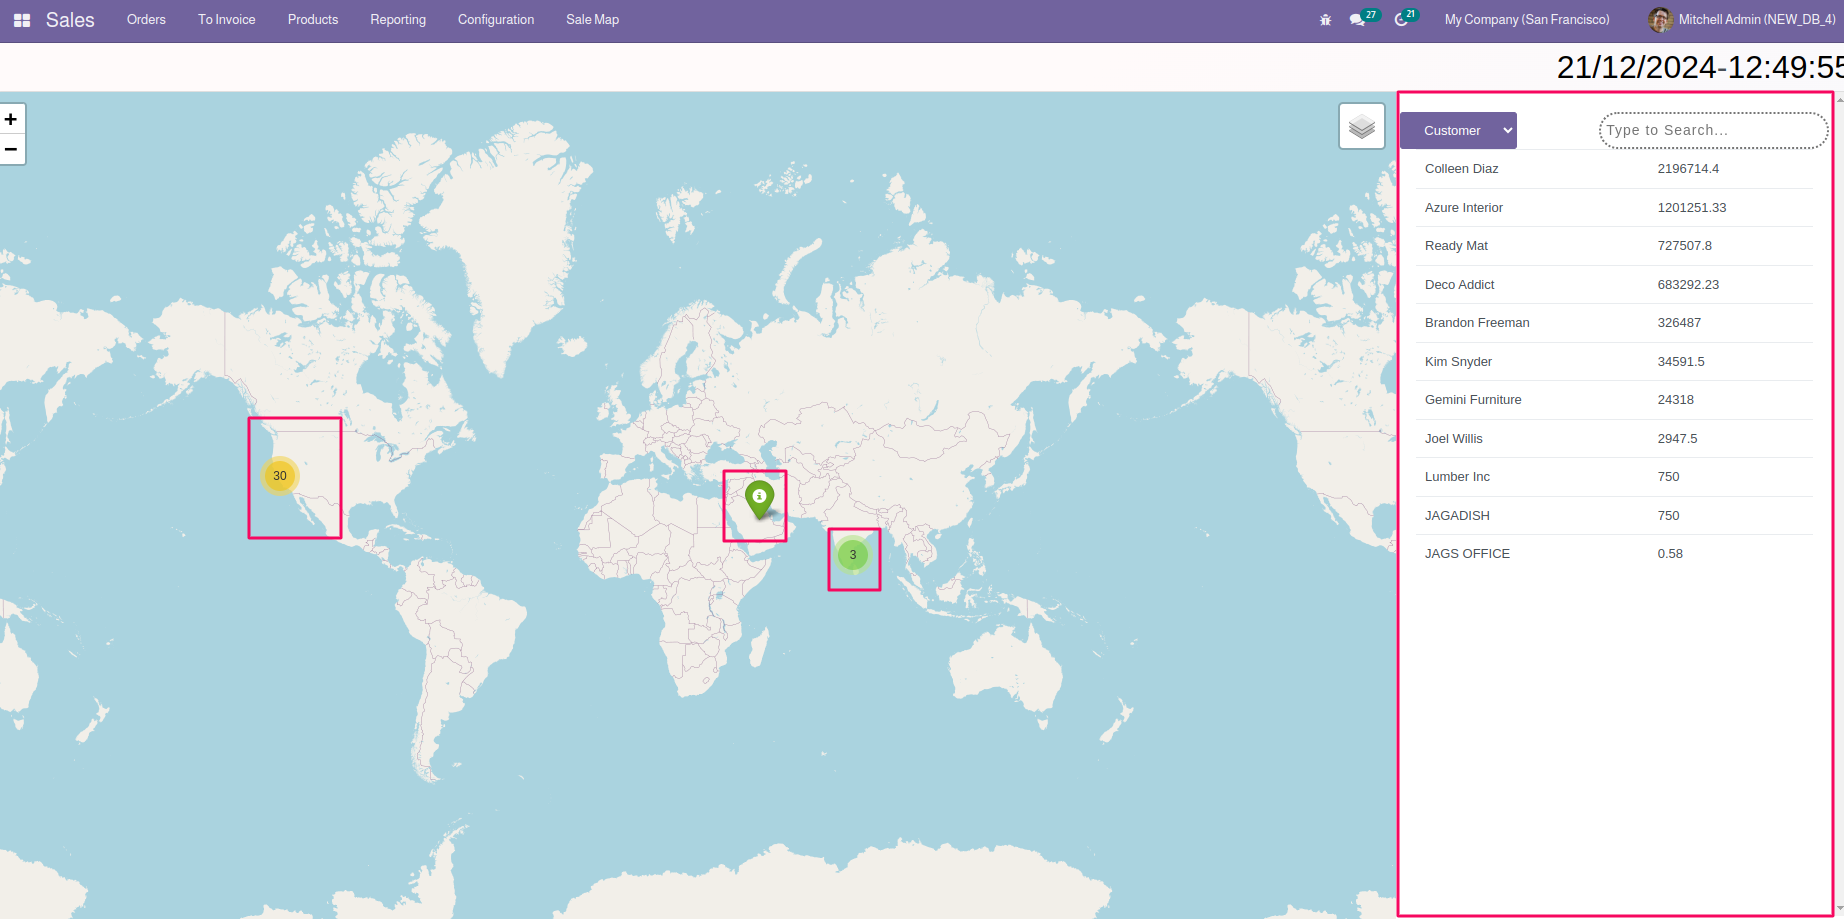 Sales Orders To Invoice Products Reporting Configuration Sale Map 27 21 My Company (San Francisco) Mitchell Admin (NEW_DB_4)
21/12/2024-12:49:55
+
−
Customer Type to Search...
Colleen Diaz 2196714.4
Azure Interior 1201251.33
Ready Mat 727507.8
Deco Addict 683292.23
Brandon Freeman 326487
Kim Snyder 34591.5
Gemini Furniture 24318
Joel Willis 2947.5
Lumber Inc 750
JAGADISH 750
JAGS OFFICE 0.58
30
3